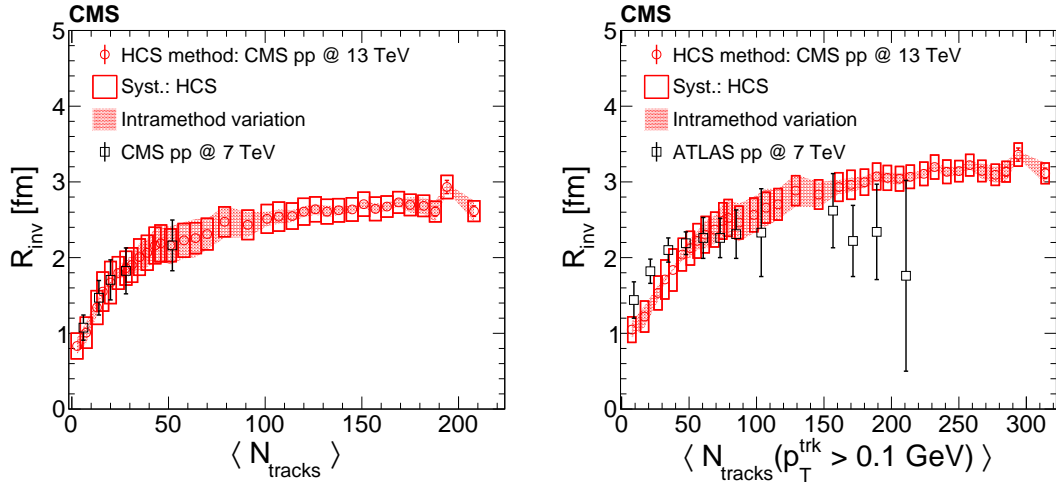 CMS
5
4
3
2
1
0
R_inv [fm]
HCS method: CMS pp @ 13 TeV
Syst.: HCS
Intramethod variation
CMS pp @ 7 TeV
0 50 100 150 200
⟨ N_tracks ⟩
CMS
5
4
3
2
1
0
R_inv [fm]
HCS method: CMS pp @ 13 TeV
Syst.: HCS
Intramethod variation
ATLAS pp @ 7 TeV
0 50 100 150 200 250 300
⟨ N_tracks (p_T^trk > 0.1 GeV) ⟩